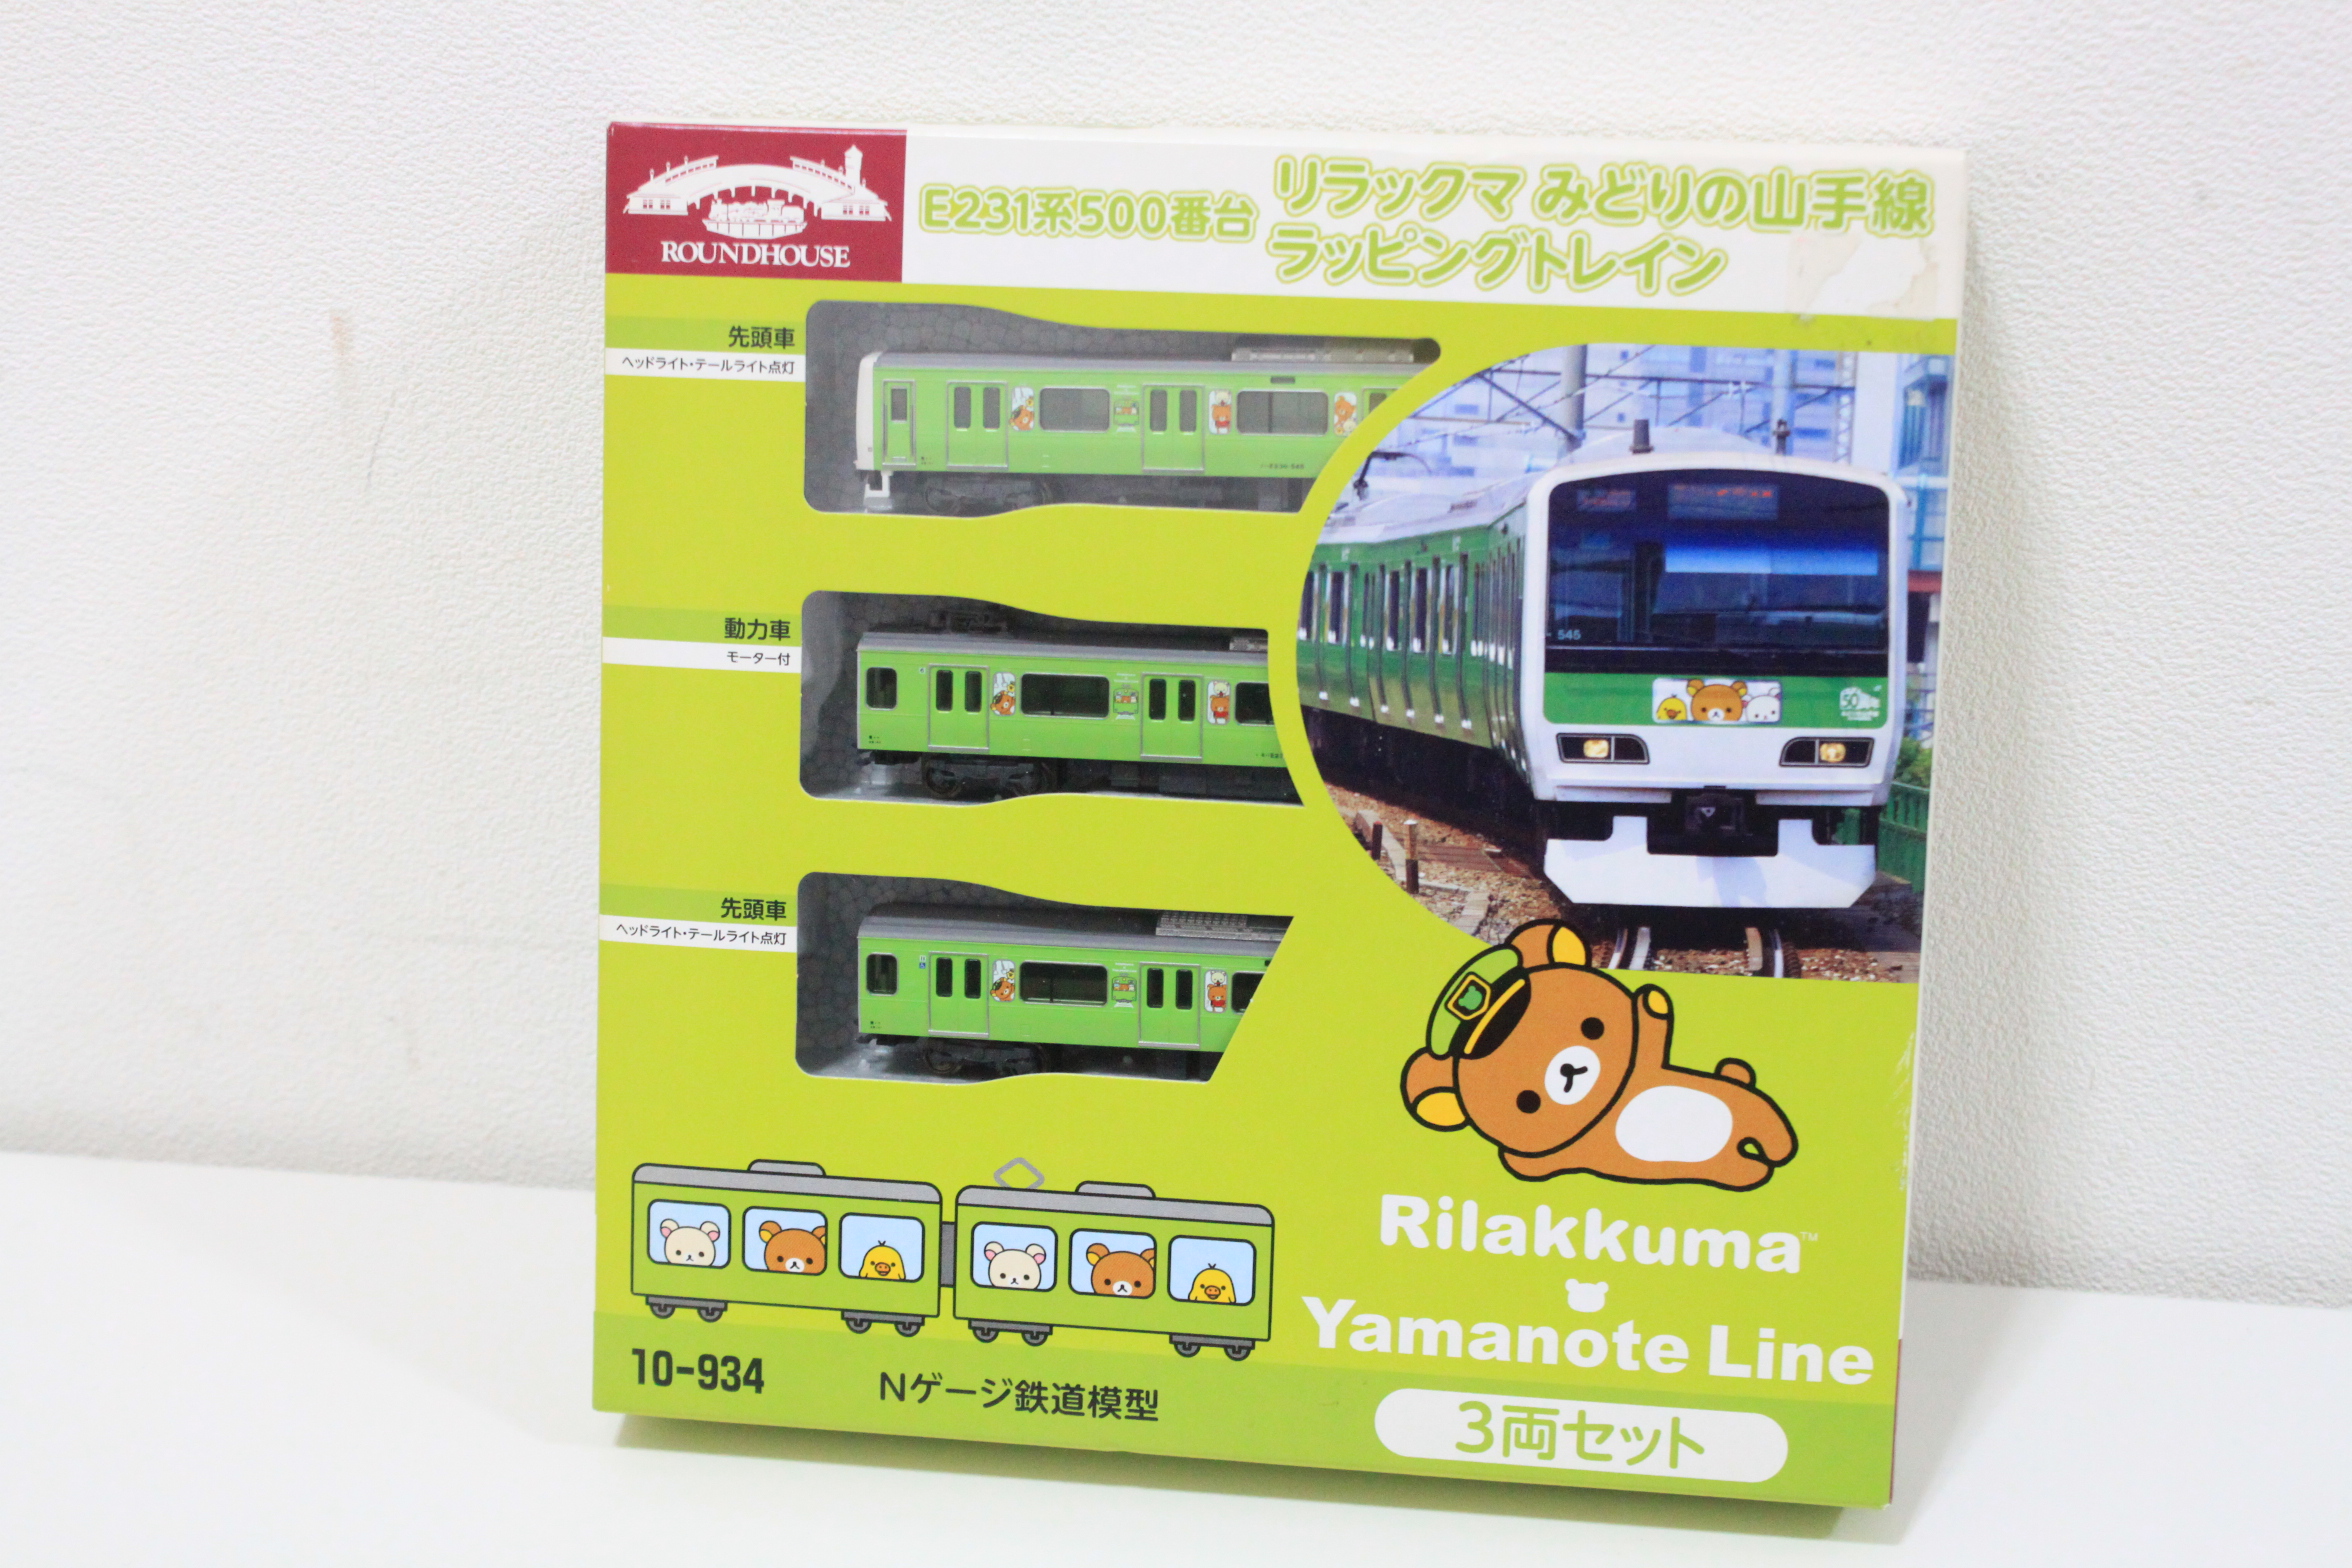 ROUNDHOUSE
E231系500番台
リラックマ みどりの山手線
ラッピングトレイン
先頭車
ヘッドライト・テールライト点灯
動力車
モーター付
先頭車
ヘッドライト・テールライト点灯
545
50
Rilakkuma™
Yamanote Line
10-934
Nゲージ鉄道模型
3両セット